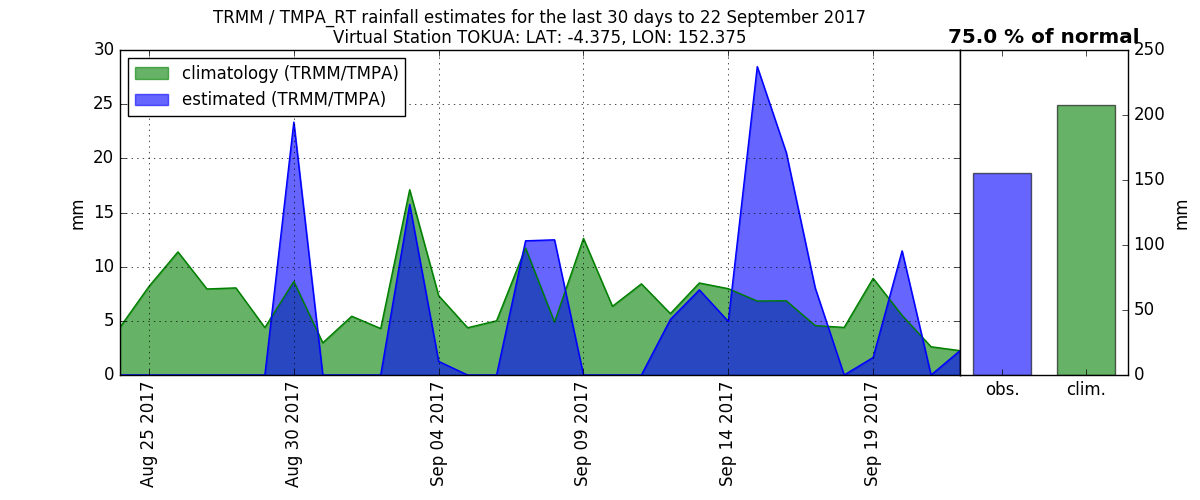 TRMM / TMPA_RT rainfall estimates for the last 30 days to 22 September 2017
Virtual Station TOKUA: LAT: -4.375, LON: 152.375
75.0 % of normal
climatology (TRMM/TMPA)
estimated (TRMM/TMPA)
30
25
20
15
10
5
0
mm
250
200
150
100
50
0
mm
Aug 25 2017
Aug 30 2017
Sep 04 2017
Sep 09 2017
Sep 14 2017
Sep 19 2017
obs.
clim.